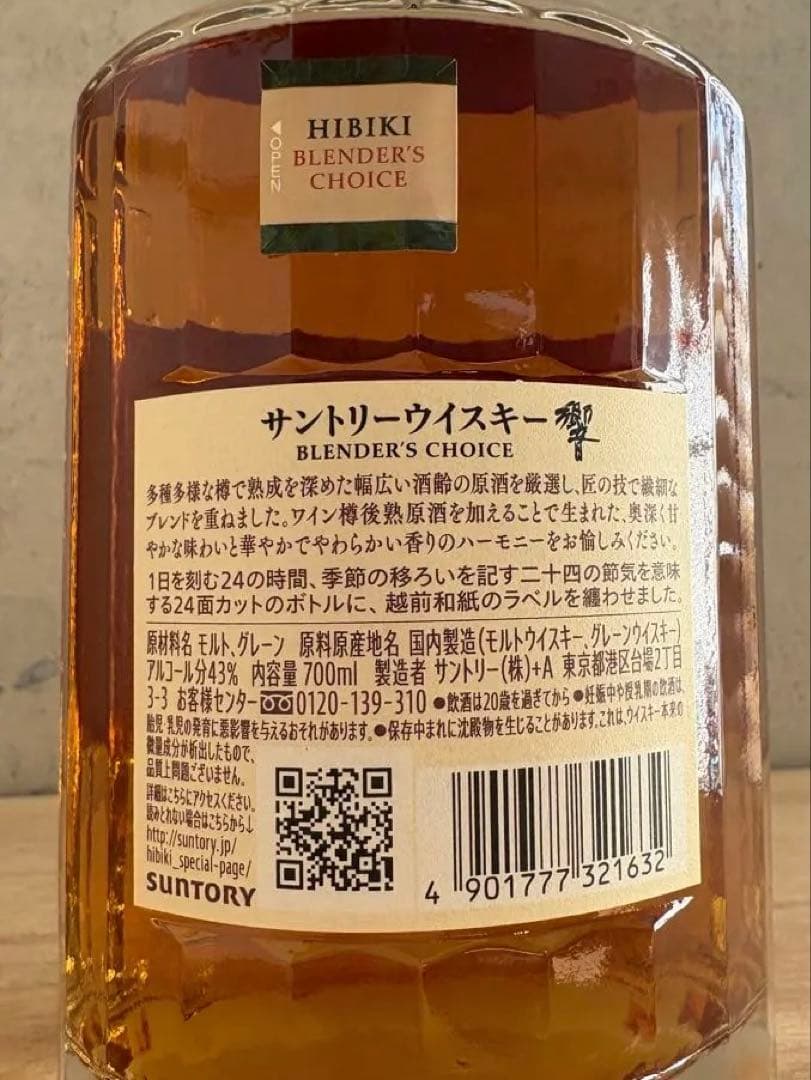 ◀OPEN
HIBIKI
BLENDER'S
CHOICE
サントリーウイスキー響
BLENDER'S CHOICE
多種多様な樽で熟成を深めた幅広い酒齢の原酒を厳選し、匠の技で繊細な
ブレンドを重ねました。ワイン樽後熟原酒を加えることで生まれた、奥深く甘
やかな味わいと華やかでやわらかい香りのハーモニーをお愉しみください。
1日を刻む24の時間、季節の移ろいを記す二十四の節気を意味
する24面カットのボトルに、越前和紙のラベルを纏わせました。
原材料名 モルト、グレーン 原料原産地名 国内製造(モルトウイスキー、グレーンウイスキー)
アルコール分43% 内容量 700ml 製造者 サントリー(株)+A 東京都港区台場2丁目
3-3 お客様センター 0120-139-310 ●飲酒は20歳を過ぎてから ●妊娠中や授乳期の飲酒は、
胎児・乳児の発育に悪影響を与えるおそれがあります。●保存中まれに沈殿物を生じることがあります。これは、ウイスキー本来の
微量成分が析出したもので、
品質上問題ございません。
詳細はこちらにアクセスください。
読みとれない場合はこちらから↓
http://suntory.jp/
hibiki_special-page/
SUNTORY
4 901777 321632